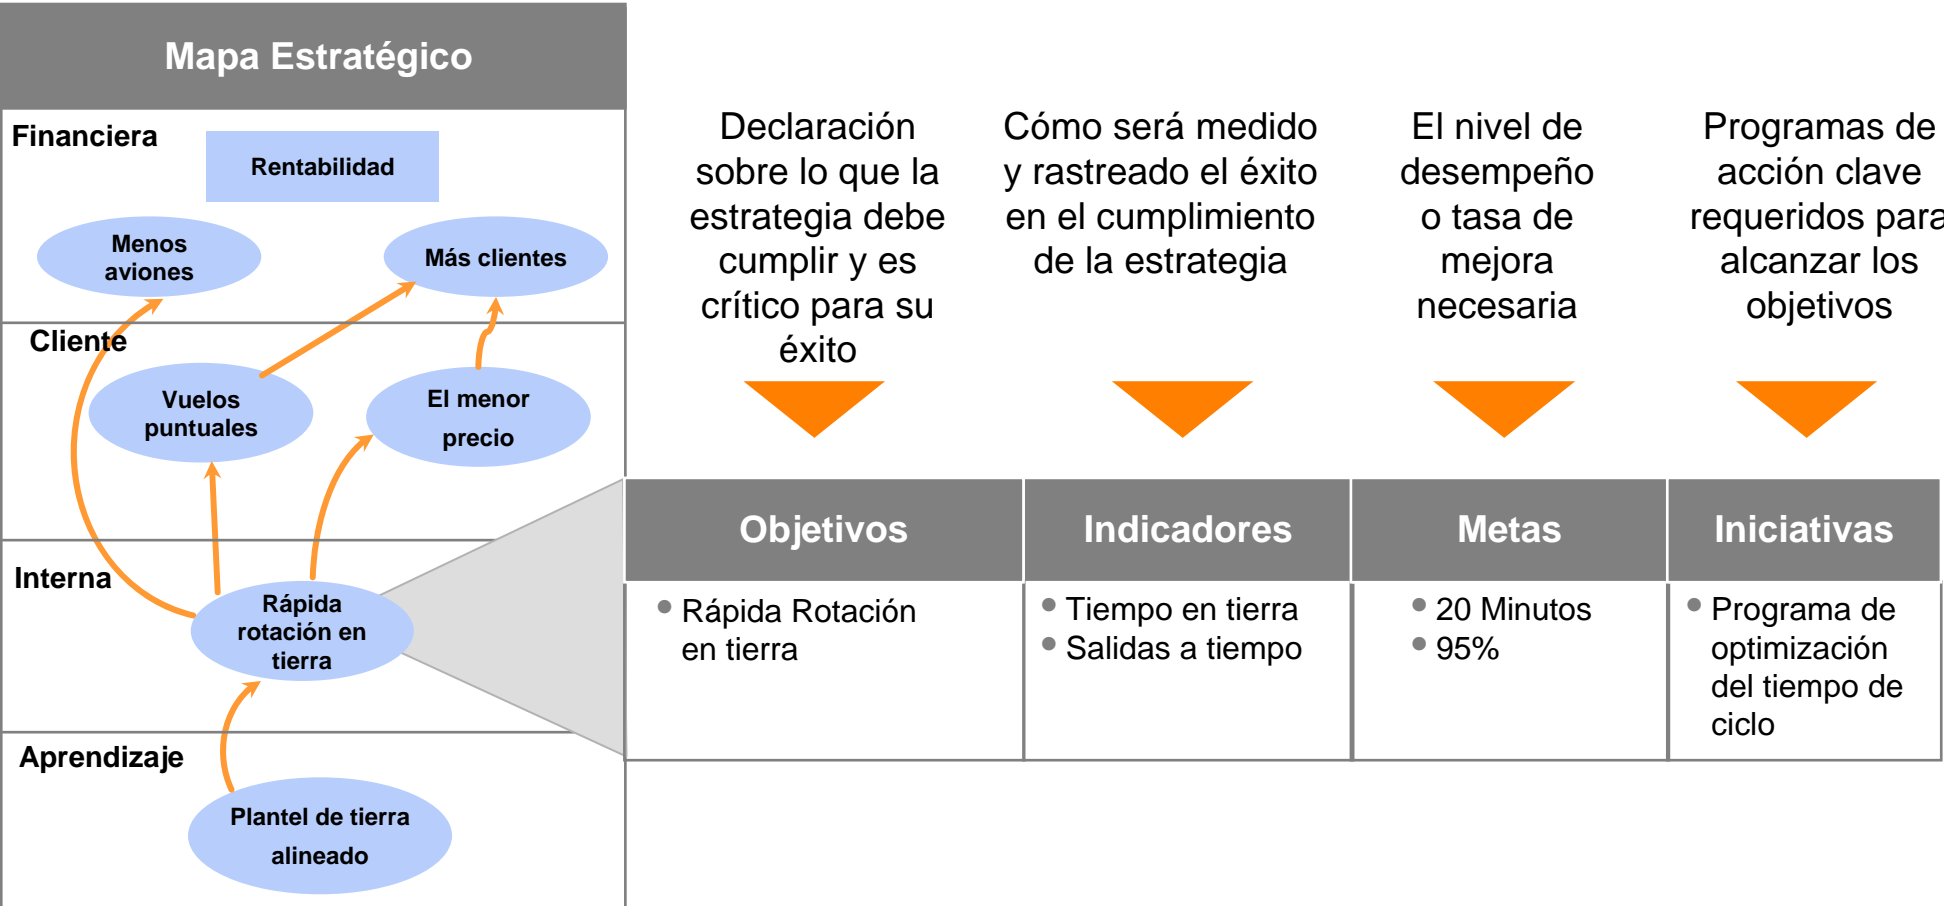 Mapa Estratégico
Financiera
Rentabilidad
Menos
aviones
Más clientes
Cliente
Vuelos
puntuales
El menor
precio
Interna
Rápida
rotación en
tierra
Aprendizaje
Plantel de tierra
alineado
Declaración
sobre lo que la
estrategia debe
cumplir y es
crítico para su
éxito
Cómo será medido
y rastreado el éxito
en el cumplimiento
de la estrategia
El nivel de
desempeño
o tasa de
mejora
necesaria
Programas de
acción clave
requeridos para
alcanzar los
objetivos
Objetivos
Indicadores
Metas
Iniciativas
• Rápida Rotación
en tierra
• Tiempo en tierra
• Salidas a tiempo
• 20 Minutos
• 95%
• Programa de
optimización
del tiempo de
ciclo